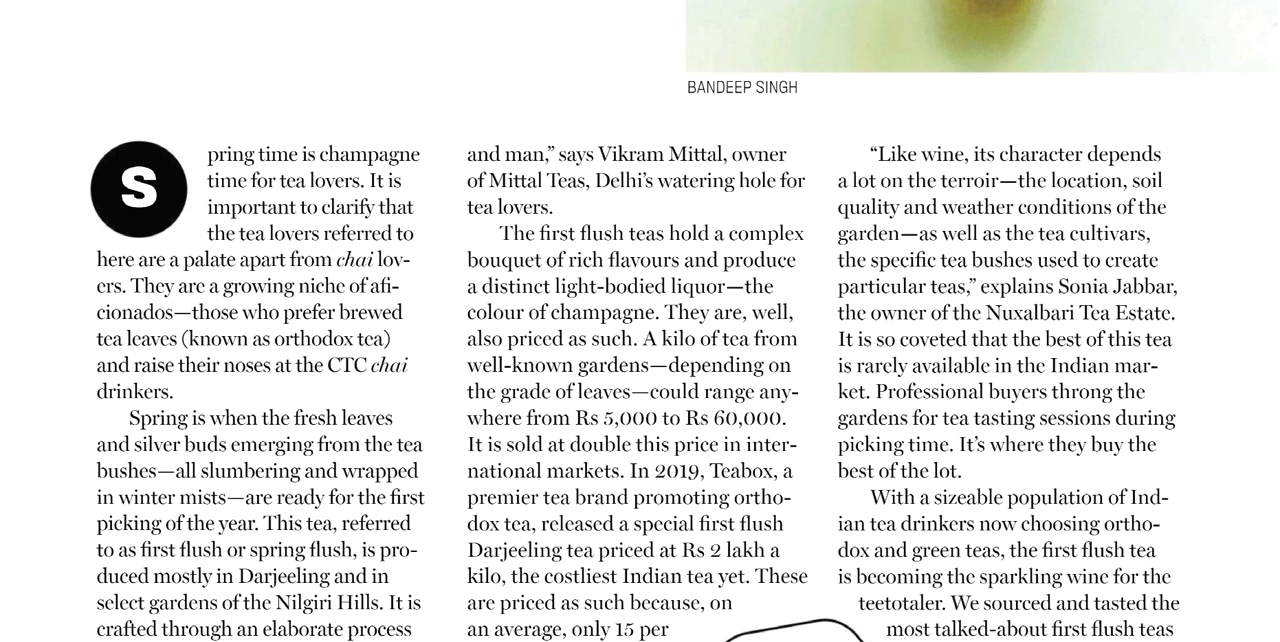 BANDEEP SINGH
S
pring time is champagne
time for tea lovers. It is
important to clarify that
the tea lovers referred to
here are a palate apart from chai lov-
ers. They are a growing niche of afi-
cionados—those who prefer brewed
tea leaves (known as orthodox tea)
and raise their noses at the CTC chai
drinkers.
Spring is when the fresh leaves
and silver buds emerging from the tea
bushes—all slumbering and wrapped
in winter mists—are ready for the first
picking of the year. This tea, referred
to as first flush or spring flush, is pro-
duced mostly in Darjeeling and in
select gardens of the Nilgiri Hills. It is
crafted through an elaborate process
and man,” says Vikram Mittal, owner
of Mittal Teas, Delhi’s watering hole for
tea lovers.
The first flush teas hold a complex
bouquet of rich flavours and produce
a distinct light-bodied liquor—the
colour of champagne. They are, well,
also priced as such. A kilo of tea from
well-known gardens—depending on
the grade of leaves—could range any-
where from Rs 5,000 to Rs 60,000.
It is sold at double this price in inter-
national markets. In 2019, Teabox, a
premier tea brand promoting ortho-
dox tea, released a special first flush
Darjeeling tea priced at Rs 2 lakh a
kilo, the costliest Indian tea yet. These
are priced as such because, on
an average, only 15 per
“Like wine, its character depends
a lot on the terroir—the location, soil
quality and weather conditions of the
garden—as well as the tea cultivars,
the specific tea bushes used to create
particular teas,” explains Sonia Jabbar,
the owner of the Nuxalbari Tea Estate.
It is so coveted that the best of this tea
is rarely available in the Indian mar-
ket. Professional buyers throng the
gardens for tea tasting sessions during
picking time. It’s where they buy the
best of the lot.
With a sizeable population of Ind-
ian tea drinkers now choosing ortho-
dox and green teas, the first flush tea
is becoming the sparkling wine for the
teetotaler. We sourced and tasted the
most talked-about first flush teas